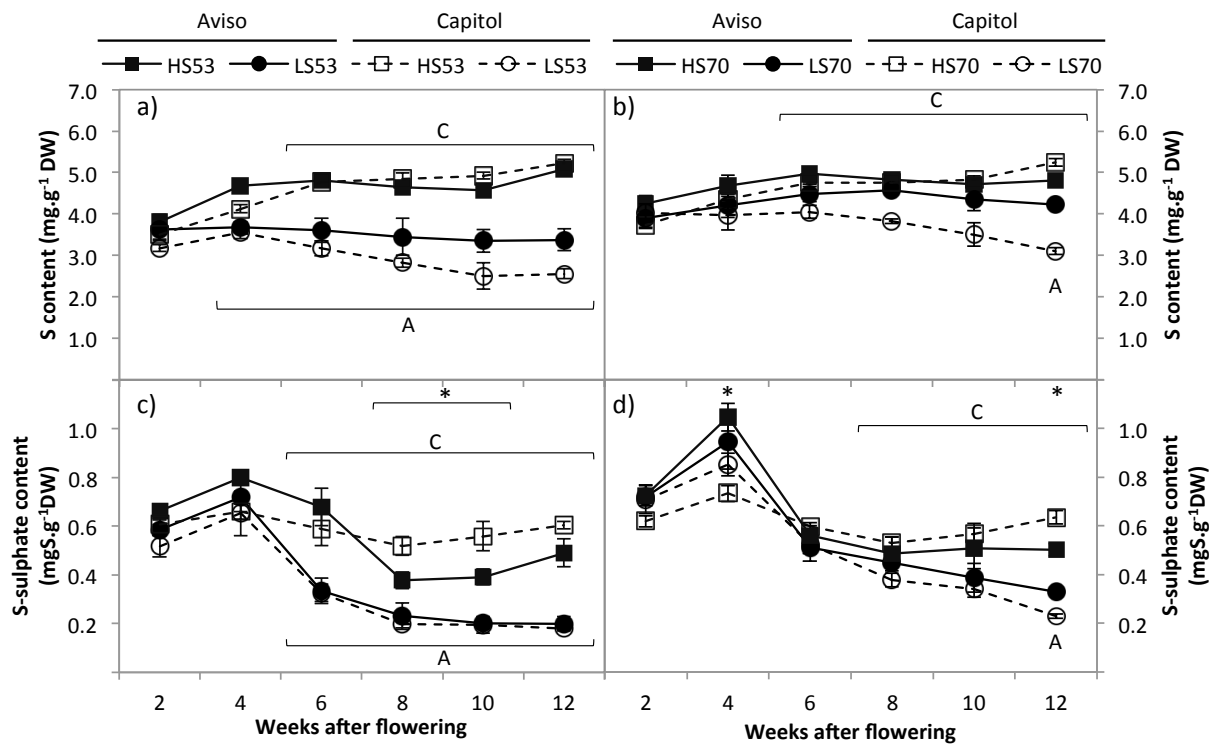 Aviso Capitol Aviso Capitol
HS53 LS53 HS53 LS53 HS70 LS70 HS70 LS70
7.0 a) b) 7.0
6.0 C C 6.0
5.0 5.0
4.0 4.0
3.0 3.0
2.0 A 2.0
1.0 A 1.0
S content (mg.g-1 DW)
S content (mg.g-1 DW)
c) * d) * *
C C
1.0 1.0
0.8 0.8
0.6 0.6
0.4 0.4
0.2 0.2
A A
S-sulphate content
(mgS.g-1DW)
S-sulphate content
(mgS.g-1DW)
2 4 6 8 10 12 2 4 6 8 10 12
Weeks after flowering Weeks after flowering